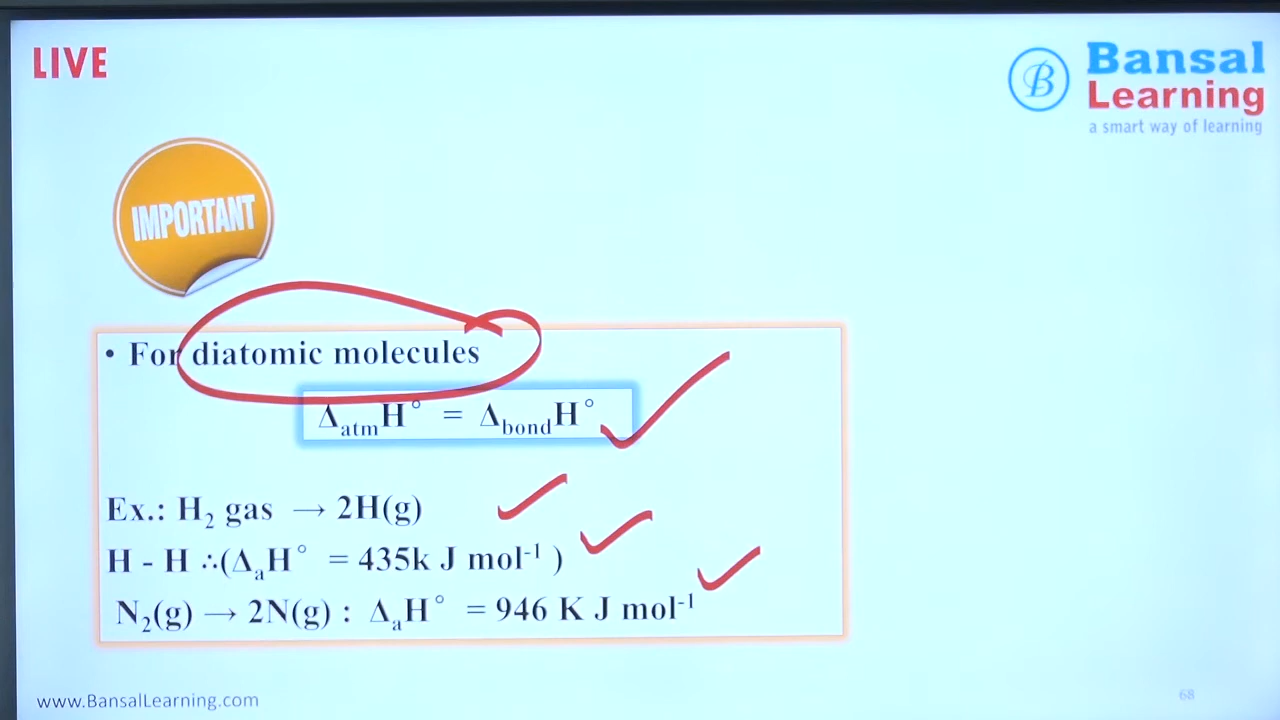 LIVE
B
Bansal
Learning
a smart way of learning
IMPORTANT
• For diatomic molecules
ΔatmH° = ΔbondH°
Ex.: H₂ gas → 2H(g)
H - H ∴(ΔₐH° = 435k J mol⁻¹ )
N₂(g) → 2N(g) : ΔₐH° = 946 K J mol⁻¹
www.BansalLearning.com
68